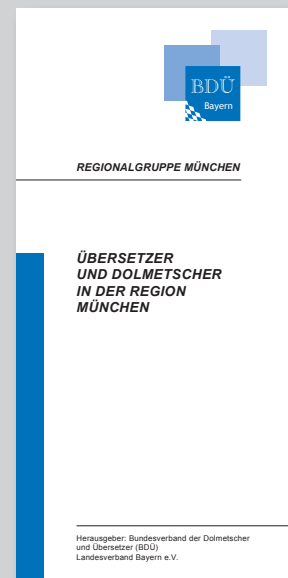 BDÜ
Bayern
REGIONALGRUPPE MÜNCHEN
ÜBERSETZER
UND DOLMETSCHER
IN DER REGION
MÜNCHEN
Herausgeber: Bundesverband der Dolmetscher
und Übersetzer (BDÜ)
Landesverband Bayern e.V.